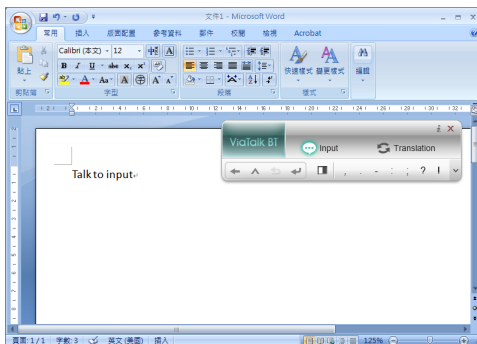 文件1 - Microsoft Word
常用 插入 版面配置 參考資料 郵件 校閱 檢視 Acrobat
貼上
Calibri (本文) 12
快速樣式 變更樣式 編輯
剪貼簿 字型 段落 樣式
ViaTalk BT Input Translation
Talk to input
頁面: 1/1 字數: 3 英文 (美國) 插入 125%